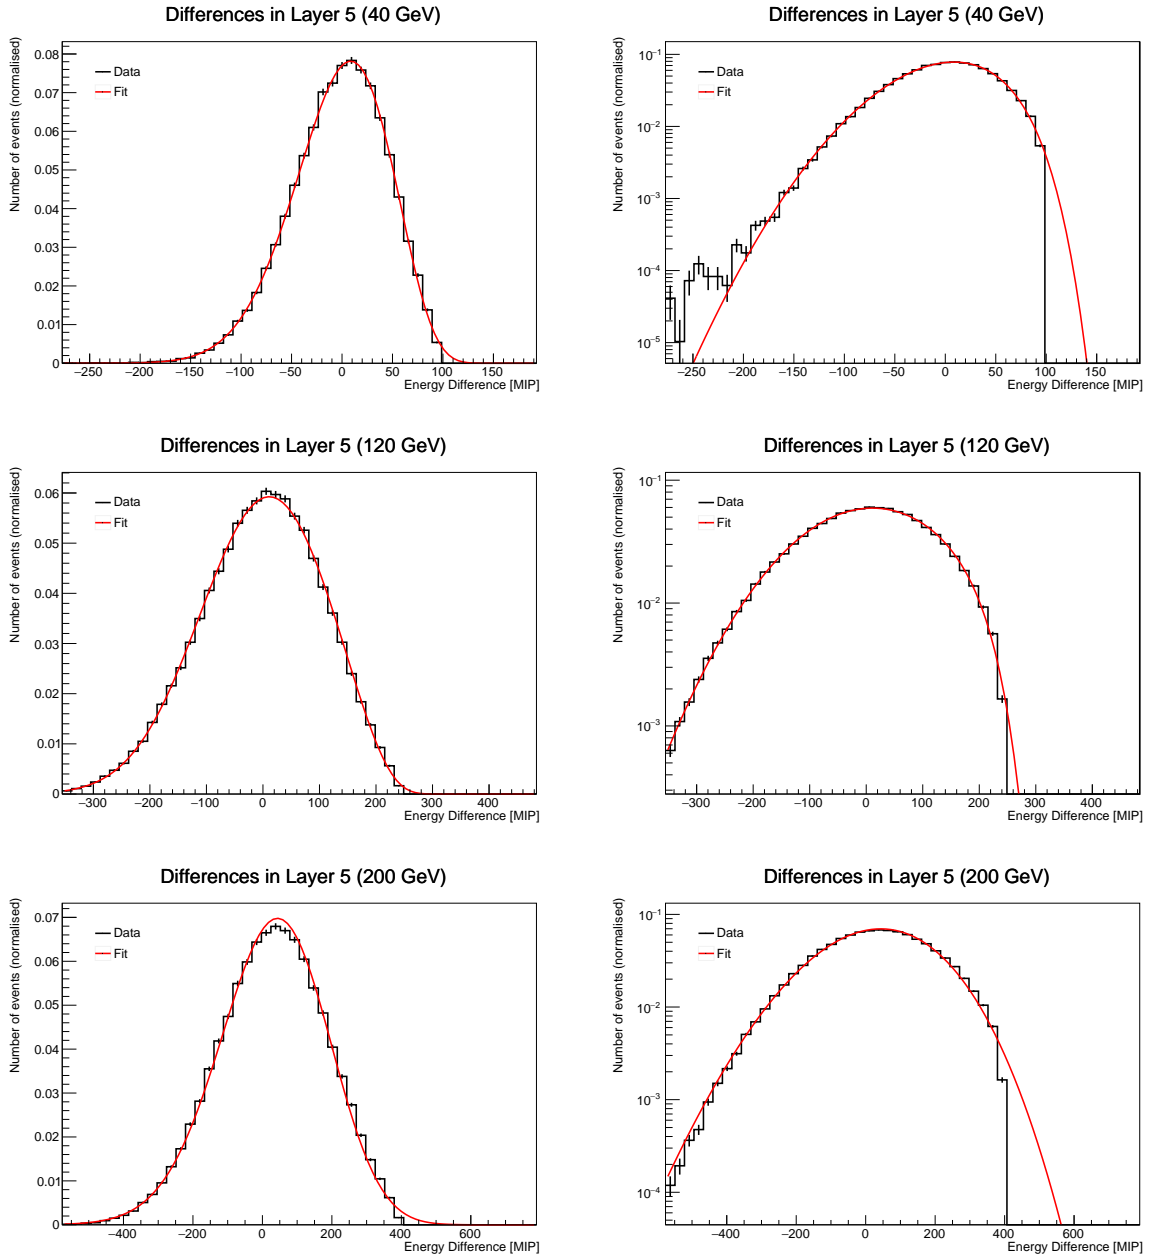 Differences in Layer 5 (40 GeV)
Number of events (normalised)
0.08
0.07
0.06
0.05
0.04
0.03
0.02
0.01
0
Data
Fit
−250 −200 −150 −100 −50 0 50 100 150
Energy Difference [MIP]
Differences in Layer 5 (40 GeV)
Number of events (normalised)
10−1
10−2
10−3
10−4
10−5
Data
Fit
−250 −200 −150 −100 −50 0 50 100 150
Energy Difference [MIP]
Differences in Layer 5 (120 GeV)
Number of events (normalised)
0.06
0.05
0.04
0.03
0.02
0.01
0
Data
Fit
−300 −200 −100 0 100 200 300 400
Energy Difference [MIP]
Differences in Layer 5 (120 GeV)
Number of events (normalised)
10−1
10−2
10−3
Data
Fit
−300 −200 −100 0 100 200 300 400
Energy Difference [MIP]
Differences in Layer 5 (200 GeV)
Number of events (normalised)
0.07
0.06
0.05
0.04
0.03
0.02
0.01
0
Data
Fit
−400 −200 0 200 400 600
Energy Difference [MIP]
Differences in Layer 5 (200 GeV)
Number of events (normalised)
10−1
10−2
10−3
10−4
Data
Fit
−400 −200 0 200 400 600
Energy Difference [MIP]